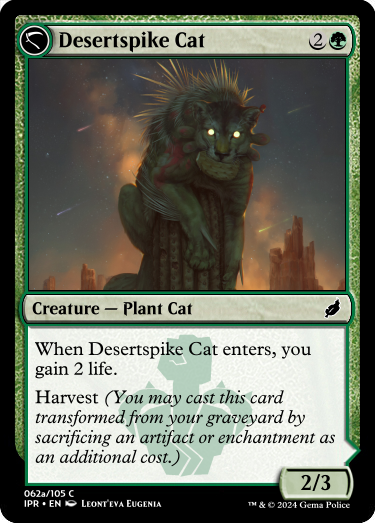 Desertspike Cat 2
Creature — Plant Cat
When Desertspike Cat enters, you
gain 2 life.
Harvest (You may cast this card
transformed from your graveyard by
sacrificing an artifact or enchantment as
an additional cost.)
2/3
062a/105 C
IPR • EN Leont'eva Eugenia
™ & © 2024 Gema Police